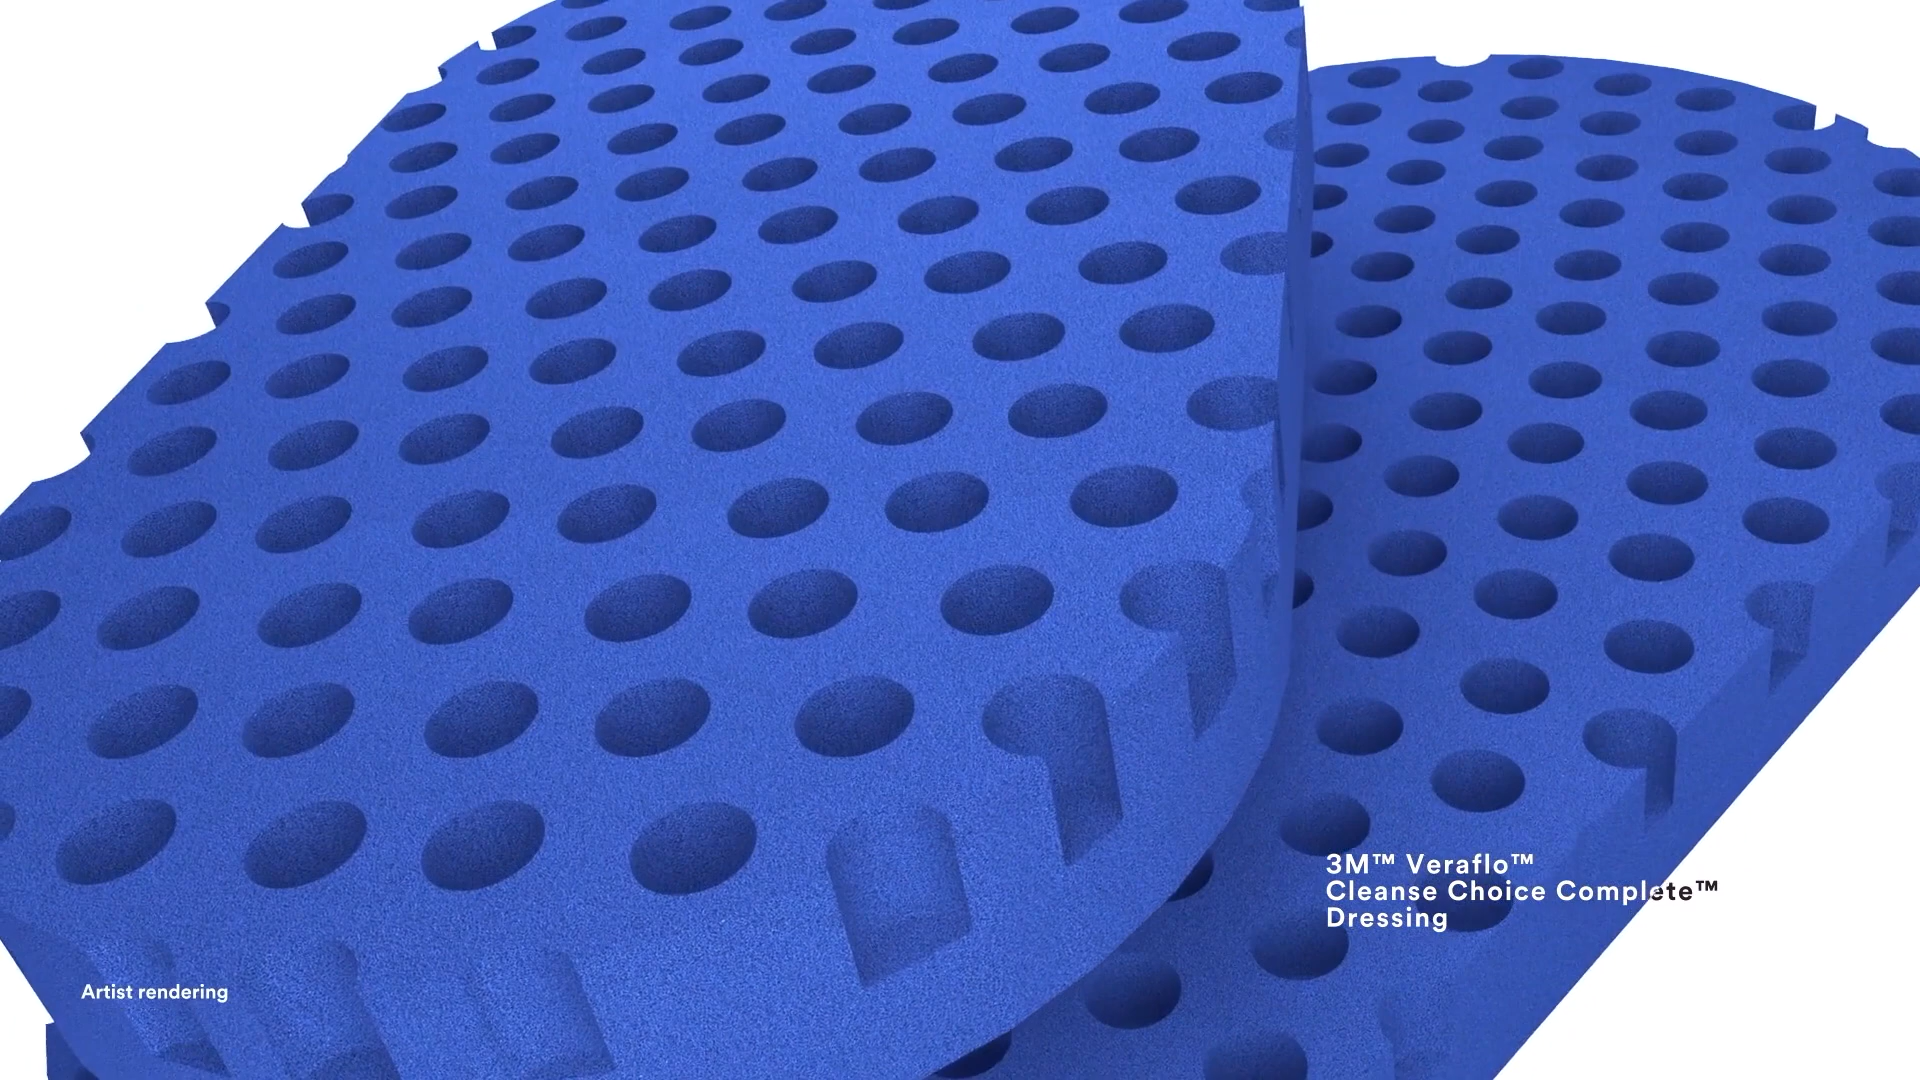 3M™ Veraflo™
Cleanse Choice Complete™
Dressing
Artist rendering